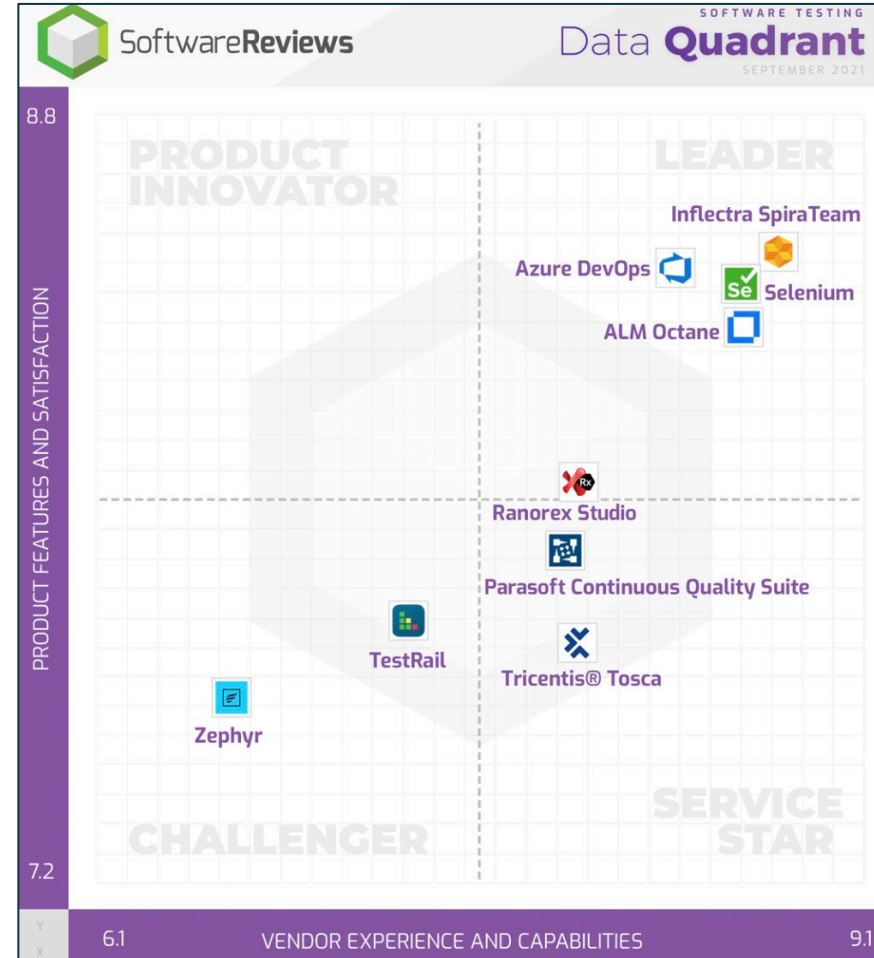 SoftwareReviews
SOFTWARE TESTING
Data Quadrant
SEPTEMBER 2021
8.8
PRODUCT
INNOVATOR
LEADER
Inflectra SpiraTeam
Azure DevOps
Se
Selenium
ALM Octane
PRODUCT FEATURES AND SATISFACTION
Rx
Ranorex Studio
Parasoft Continuous Quality Suite
TestRail
Tricentis® Tosca
Zephyr
SERVICE
STAR
CHALLENGER
7.2
Y
X
6.1
VENDOR EXPERIENCE AND CAPABILITIES
9.1